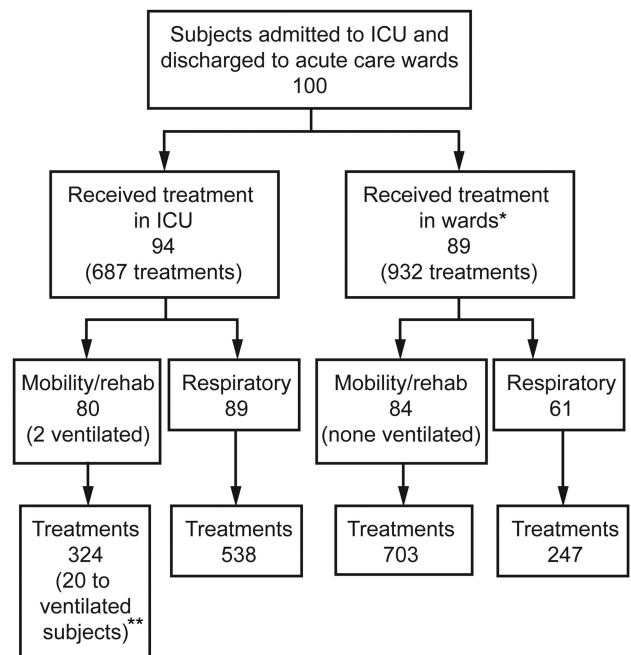 Subjects admitted to ICU and
discharged to acute care wards
100
Received treatment
in ICU
94
(687 treatments)
Received treatment
in wards*
89
(932 treatments)
Mobility/rehab
80
(2 ventilated)
Respiratory
89
Mobility/rehab
84
(none ventilated)
Respiratory
61
Treatments
324
(20 to
ventilated
subjects)**
Treatments
538
Treatments
703
Treatments
247